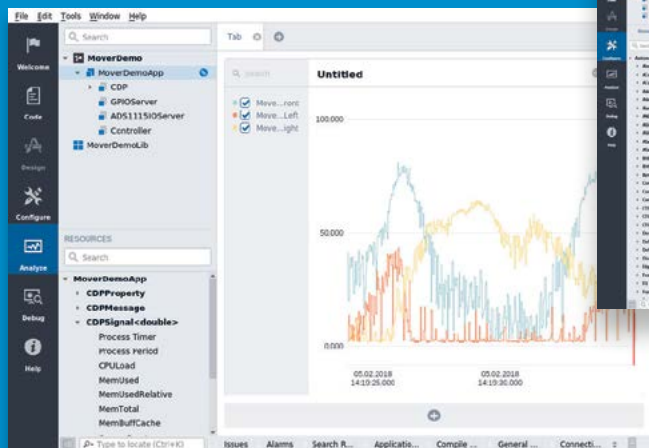 File Edit Tools Window Help
Welcome
Code
Design
Configure
Analyze
Debug
Help
Search
MoverDemo
MoverDemoApp
CDP
GPIOServer
ADS1115IOServer
Controller
MoverDemoLib
RESOURCES
Search
MoverDemoApp
CDPProperty
CDPMessage
CDPSignal<double>
Process Timer
Process Period
CPULoad
MemUsed
MemUsedRelative
MemTotal
MemBuffCache
Type to locate (Ctrl+K)
Tab
search
Untitled
Move...ront
Move...Left
Move...ight
100.000
50.000
0.000
05.02.2018
14:19:25.000
05.02.2018
14:19:30.000
Issues Alarms Search R... Applicatio... Compile ... General ... Connecti...
Configure
Analyze
Debug
Help